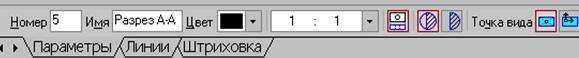 Номер 5 Имя Разрез А-А Цвет 1 : 1 Точка вида
Параметры Линии Штриховка